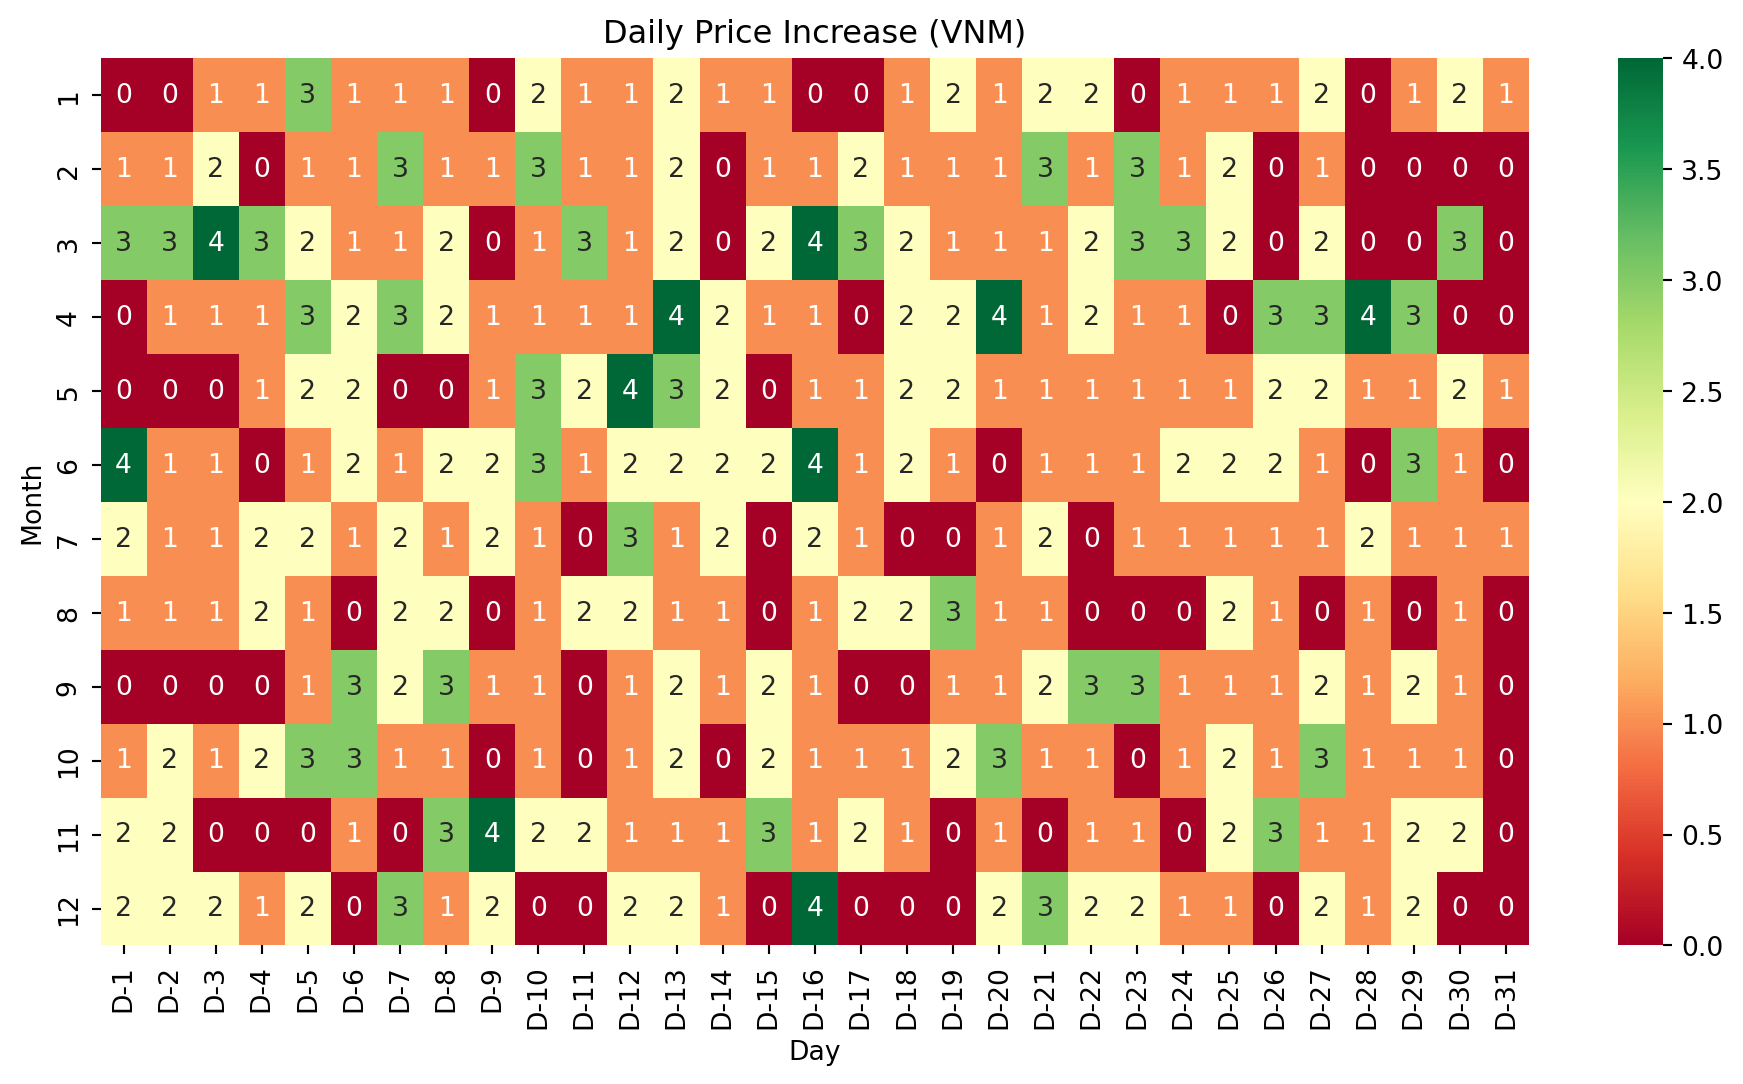 Daily Price Increase (VNM)
1 0 0 1 1 3 1 1 1 0 2 1 1 2 1 1 0 0 1 2 1 2 2 0 1 1 1 2 0 1 2 1
2 1 1 2 0 1 1 3 1 1 3 1 1 2 0 1 1 2 1 1 1 3 1 3 1 2 0 1 0 0 0 0
3 3 3 4 3 2 1 1 2 0 1 3 1 2 0 2 4 3 2 1 1 1 2 3 3 2 0 2 0 0 3 0
4 0 1 1 1 3 2 3 2 1 1 1 1 4 2 1 1 0 2 2 4 1 2 1 1 0 3 3 4 3 0 0
5 0 0 0 1 2 2 0 0 1 3 2 4 3 2 0 1 1 2 2 1 1 1 1 1 1 2 2 1 1 2 1
6 4 1 1 0 1 2 1 2 2 3 1 2 2 2 2 4 1 2 1 0 1 1 1 2 2 2 1 0 3 1 0
7 2 1 1 2 2 1 2 1 2 1 0 3 1 2 0 2 1 0 0 1 2 0 1 1 1 1 1 2 1 1 1
8 1 1 1 2 1 0 2 2 0 1 2 2 1 1 0 1 2 2 3 1 1 0 0 0 2 1 0 1 0 1 0
9 0 0 0 0 1 3 2 3 1 1 0 1 2 1 2 1 0 0 1 1 2 3 3 1 1 1 2 1 2 1 0
10 1 2 1 2 3 3 1 1 0 1 0 1 2 0 2 1 1 1 2 3 1 1 0 1 2 1 3 1 1 1 0
11 2 2 0 0 0 1 0 3 4 2 2 1 1 1 3 1 2 1 0 1 0 1 1 0 2 3 1 1 2 2 0
12 2 2 2 1 2 0 3 1 2 0 0 2 2 1 0 4 0 0 0 2 3 2 2 1 1 0 2 1 2 0 0
Month
D-1 D-2 D-3 D-4 D-5 D-6 D-7 D-8 D-9 D-10 D-11 D-12 D-13 D-14 D-15 D-16 D-17 D-18 D-19 D-20 D-21 D-22 D-23 D-24 D-25 D-26 D-27 D-28 D-29 D-30 D-31
Day
4.0
3.5
3.0
2.5
2.0
1.5
1.0
0.5
0.0